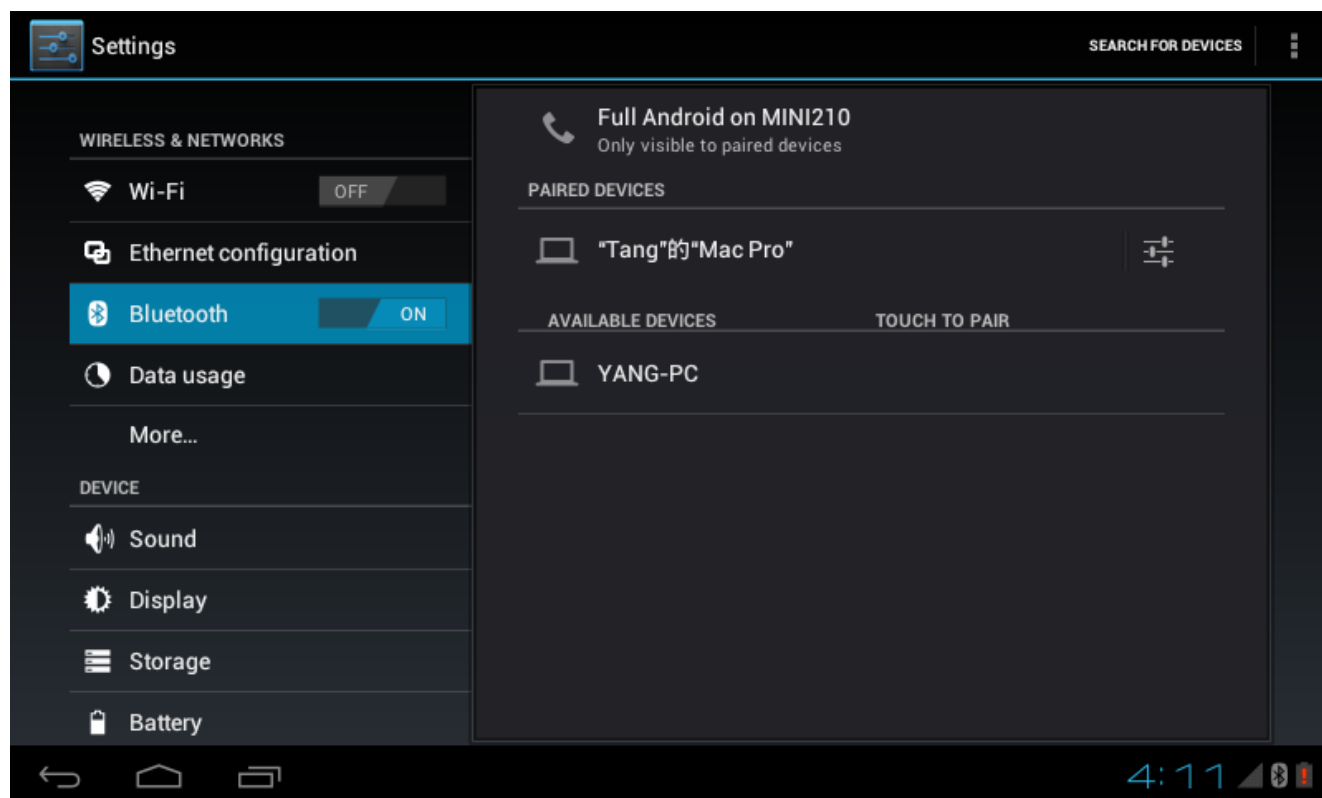 Settings
SEARCH FOR DEVICES
WIRELESS & NETWORKS
Wi-Fi
OFF
Ethernet configuration
Bluetooth
ON
Data usage
More...
DEVICE
Sound
Display
Storage
Battery
Full Android on MINI210
Only visible to paired devices
PAIRED DEVICES
“Tang”的“Mac Pro”
AVAILABLE DEVICES TOUCH TO PAIR
YANG-PC
4:11